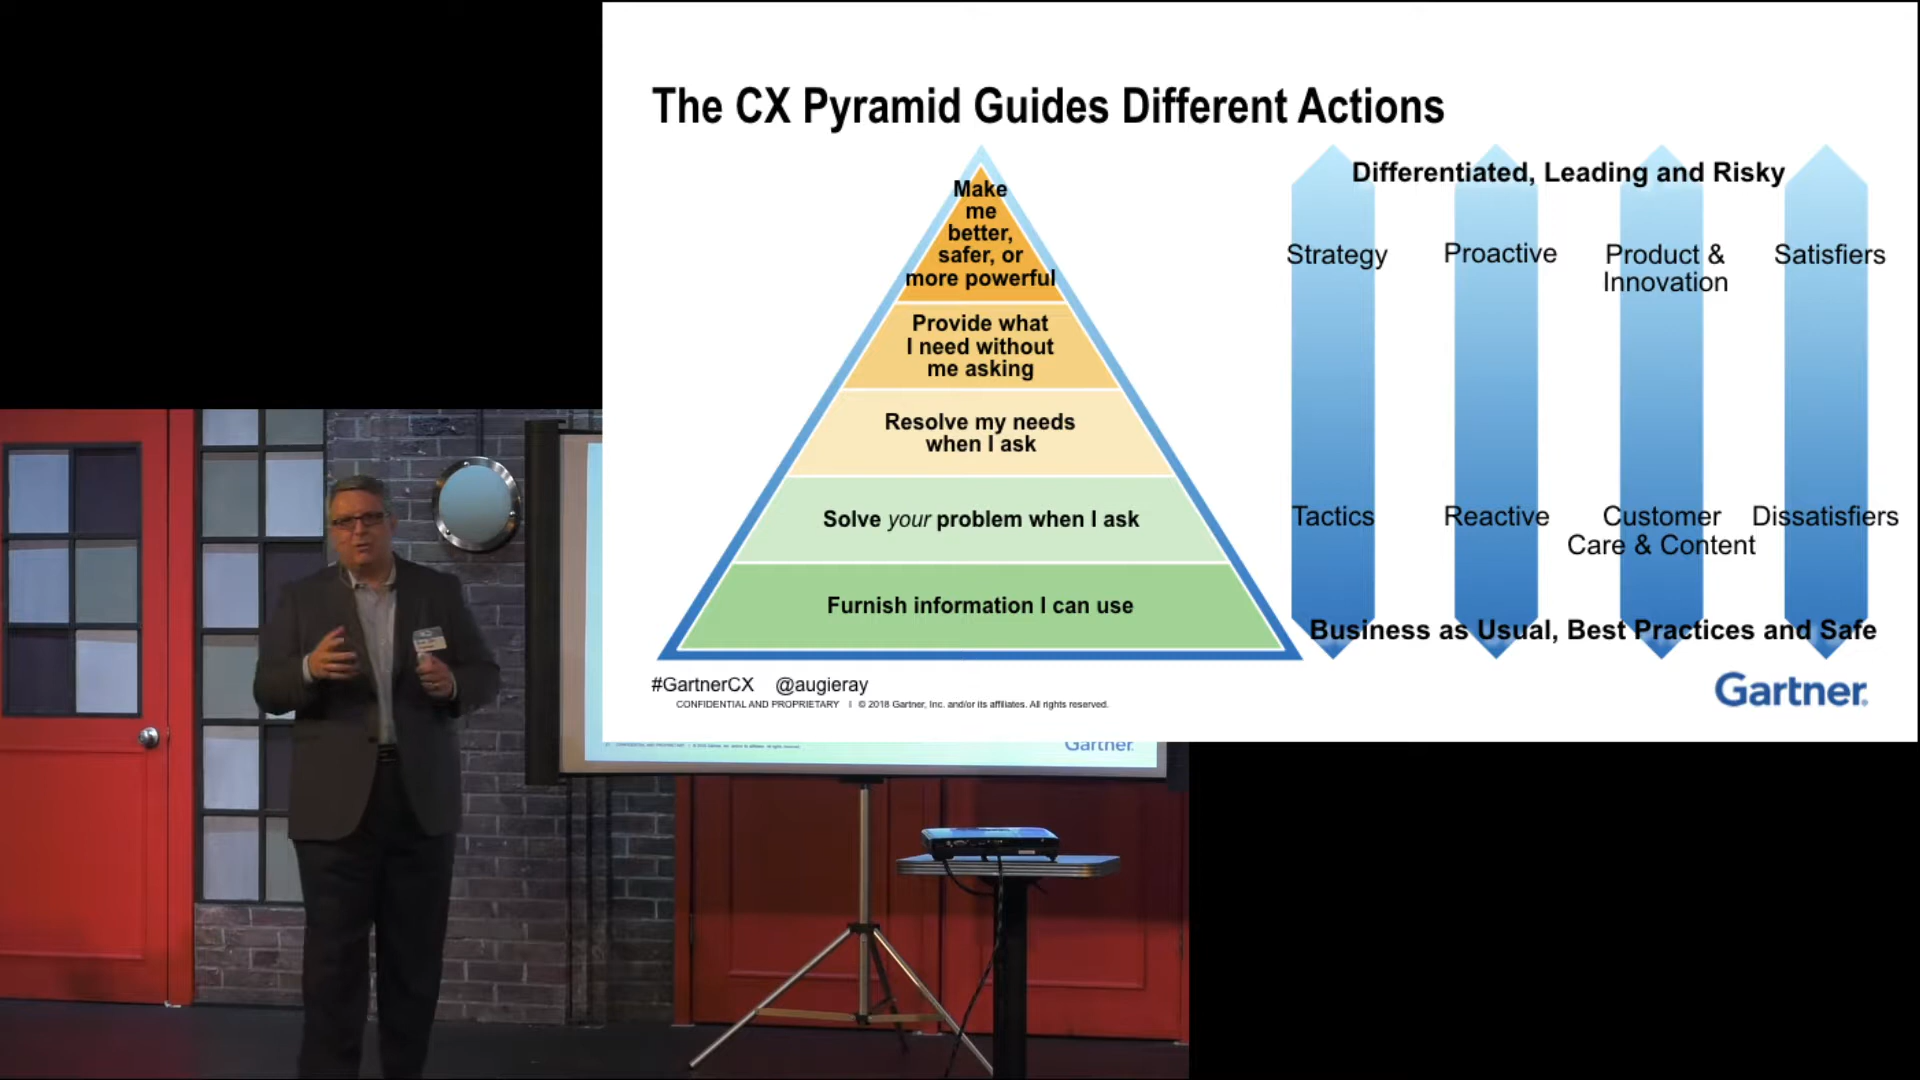 The CX Pyramid Guides Different Actions
Make
me
better,
safer, or
more powerful
Provide what
I need without
me asking
Resolve my needs
when I ask
Solve your problem when I ask
Furnish information I can use
Differentiated, Leading and Risky
Strategy
Proactive
Product &
Innovation
Satisfiers
Tactics
Reactive
Customer
Care & Content
Dissatisfiers
Business as Usual, Best Practices and Safe
#GartnerCX @augieray
CONFIDENTIAL AND PROPRIETARY I © 2018 Gartner, Inc. and/or its affiliates. All rights reserved.
Gartner.
Gartner.